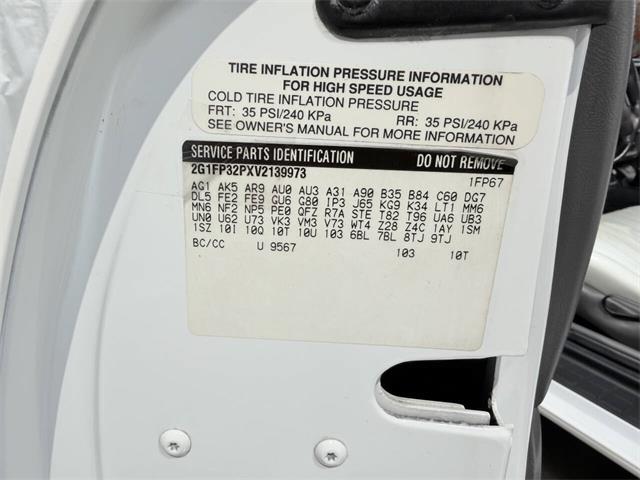 TIRE INFLATION PRESSURE INFORMATION
FOR HIGH SPEED USAGE
COLD TIRE INFLATION PRESSURE
FRT: 35 PSI/240 KPa RR: 35 PSI/240 KPa
SEE OWNER'S MANUAL FOR MORE INFORMATION
SERVICE PARTS IDENTIFICATION DO NOT REMOVE
2G1FP32PXV2139973
1FP67
AG1 AK5 AR9 AU0 AU3 A31 A90 B35 B84 C60 DG7
DL5 FE2 FE9 GU6 G80 IP3 J65 KG9 K34 LT1 MM6
MN6 NF2 NP5 PE0 QFZ R7A STE T82 T96 UA6 UB3
UN0 U62 U73 VK3 VM3 V73 WT4 Z28 Z4C 1AY 1SM
1SZ 10I 10Q 10T 10U 103 6BL 7BL 8TJ 9TJ
BC/CC U 9567 103 10T